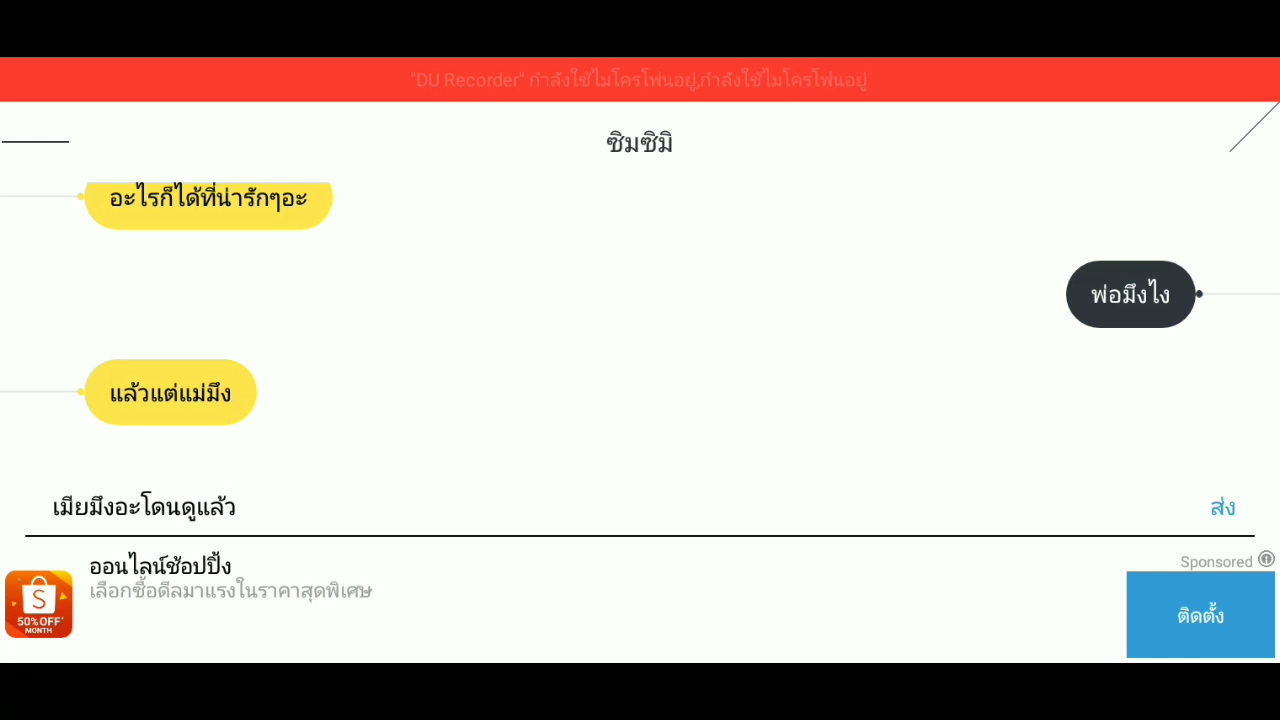 "DU Recorder" กำลังใช้ไมโครโฟนอยู่,กำลังใช้ไมโครโฟนอยู่
ซิมซิมิ
อะไรก็ได้ที่น่ารักๆอะ
พ่อมึงไง
แล้วแต่แม่มึง
เมียมึงอะโดนดูแล้ว
ส่ง
ออนไลน์ช้อปปิ้ง
เลือกซื้อดีลมาแรงในราคาสุดพิเศษ
Sponsored
S
50% OFF*
MONTH
ติดตั้ง